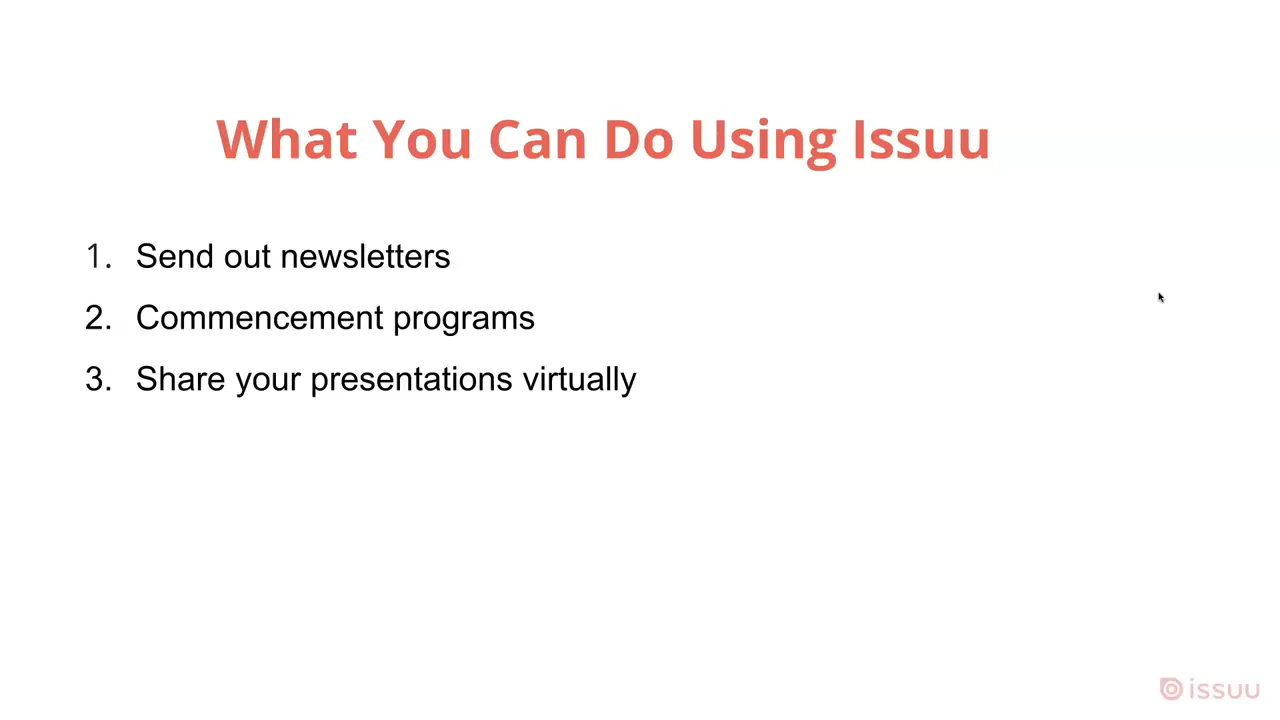 What You Can Do Using Issuu
1. Send out newsletters
2. Commencement programs
3. Share your presentations virtually
issuu